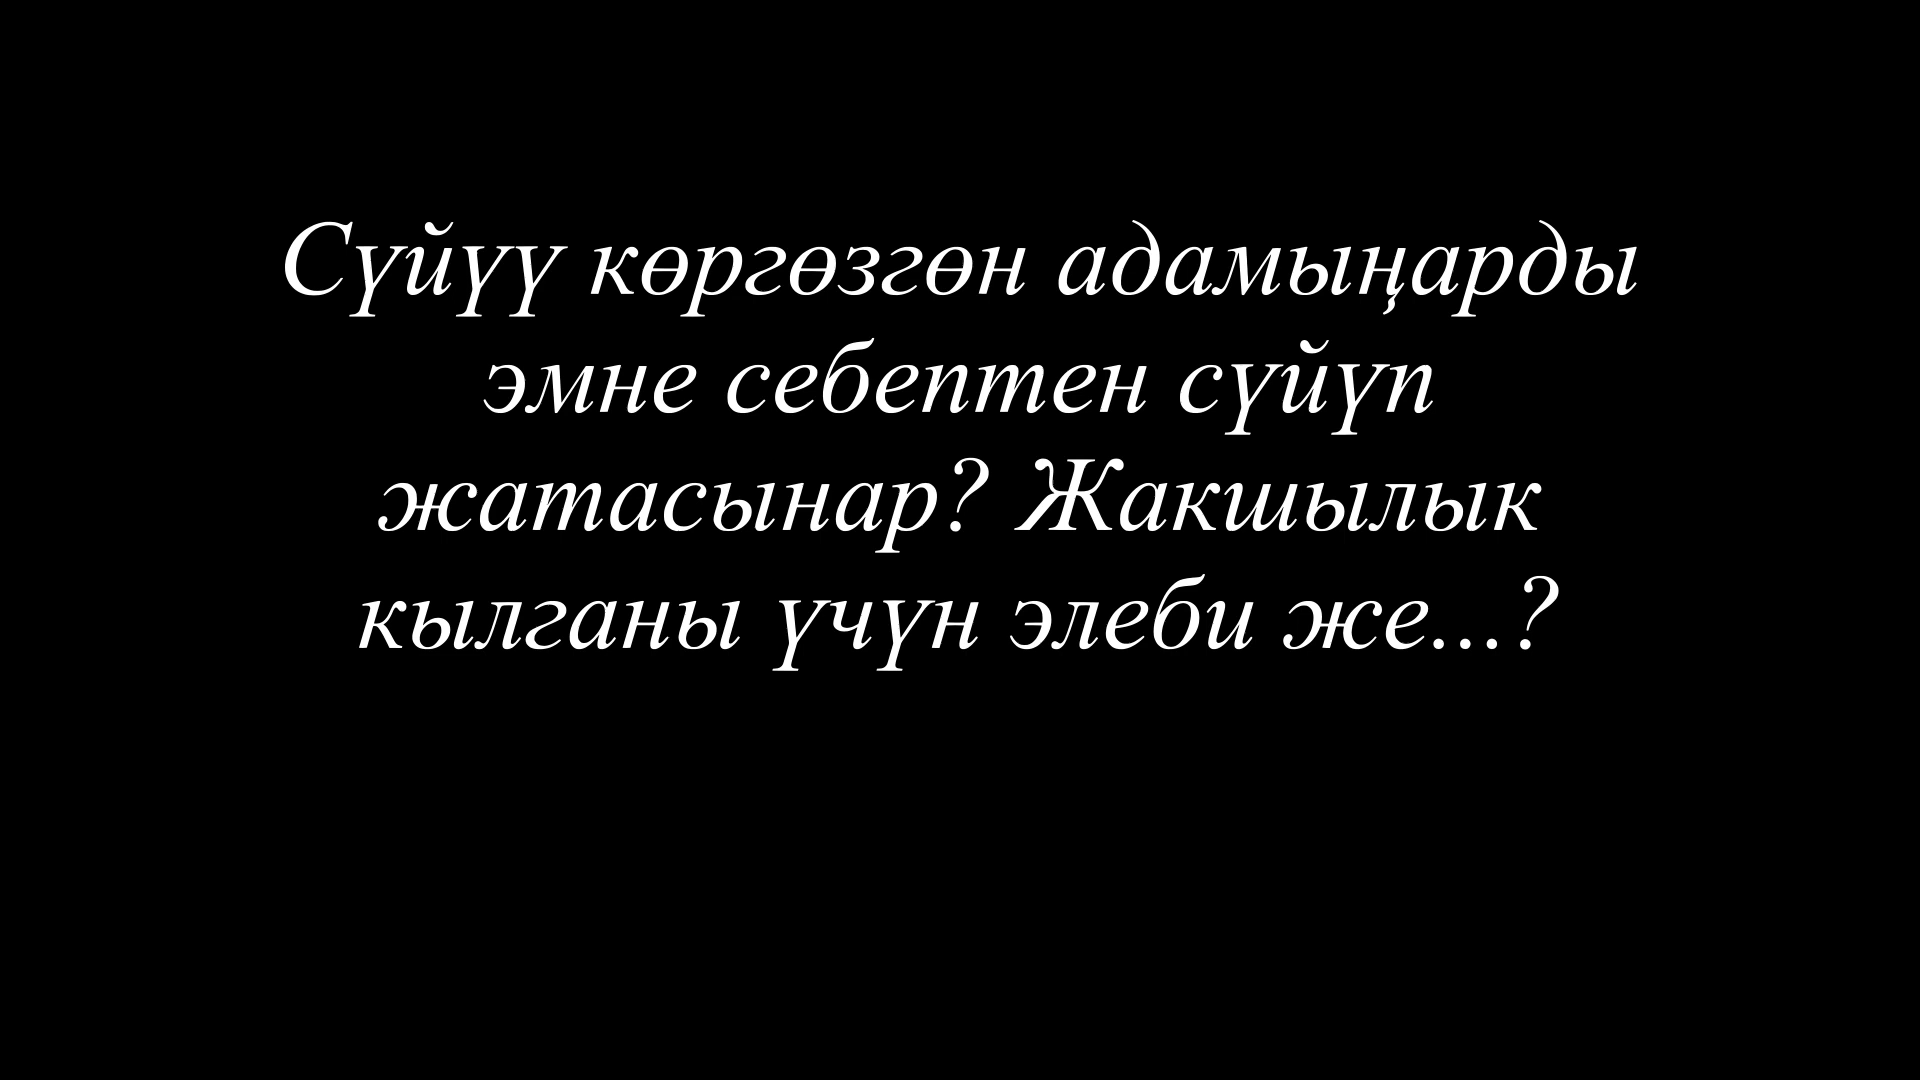 Сүйүү көргөзгөн адамыңарды
эмне себептен сүйүп
жатасынар? Жакшылык
кылганы үчүн элеби же...?